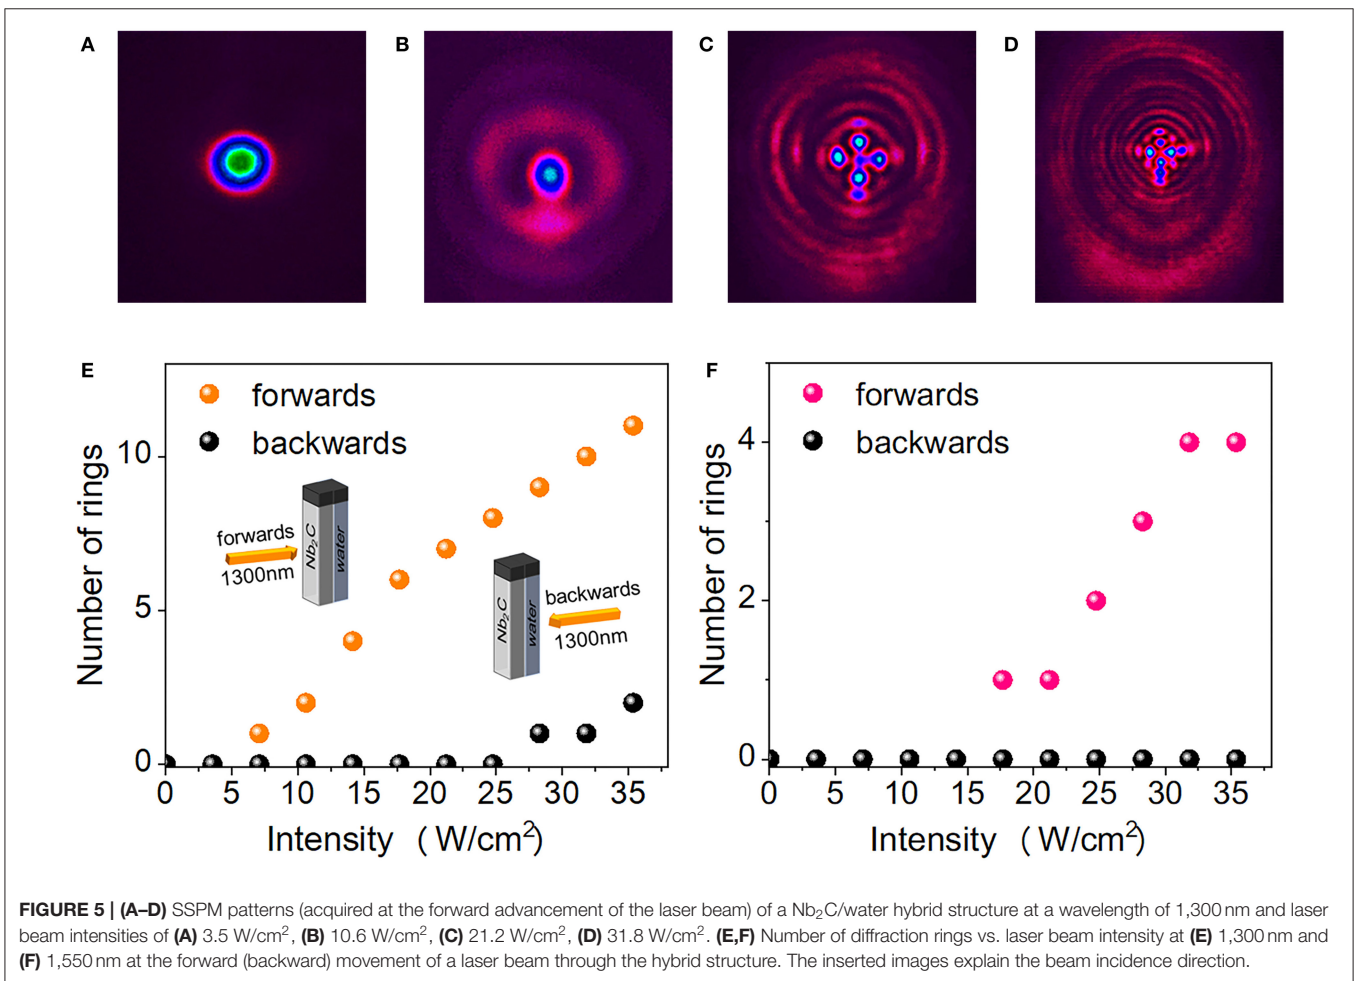 A
B
C
D
E
forwards
backwards
10
5
0
Number of rings
forwards
1300nm
Nb₂C
water
backwards
1300nm
Nb₂C
water
0 5 10 15 20 25 30 35
Intensity (W/cm²)
F
forwards
backwards
4
2
0
Number of rings
0 5 10 15 20 25 30 35
Intensity (W/cm²)
FIGURE 5 | (A–D) SSPM patterns (acquired at the forward advancement of the laser beam) of a Nb₂C/water hybrid structure at a wavelength of 1,300 nm and laser
beam intensities of (A) 3.5 W/cm², (B) 10.6 W/cm², (C) 21.2 W/cm², (D) 31.8 W/cm². (E,F) Number of diffraction rings vs. laser beam intensity at (E) 1,300 nm and
(F) 1,550 nm at the forward (backward) movement of a laser beam through the hybrid structure. The inserted images explain the beam incidence direction.